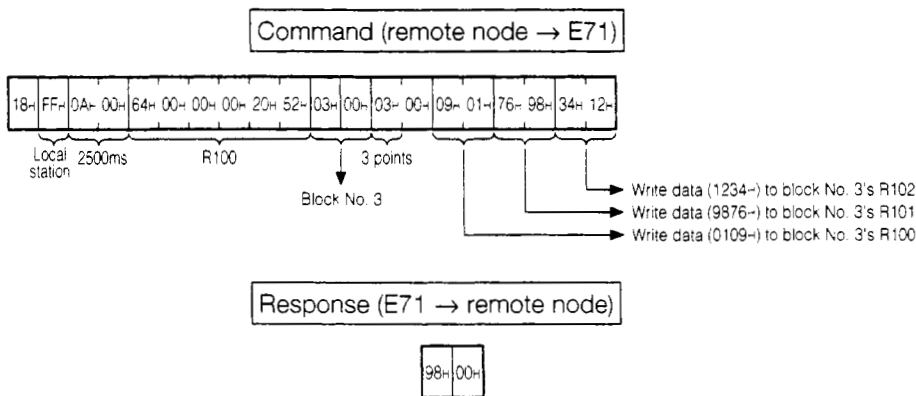 Command (remote node → E71)
18H FFH 0AH 00H 64H 00H 00H 00H 20H 52H 03H 00H 03H 00H 09H 01H 76H 98H 34H 12H
Local station 2500ms R100 3 points
Block No. 3
Write data (1234H) to block No. 3's R102
Write data (9876H) to block No. 3's R101
Write data (0109H) to block No. 3's R100
Response (E71 → remote node)
98H 00H